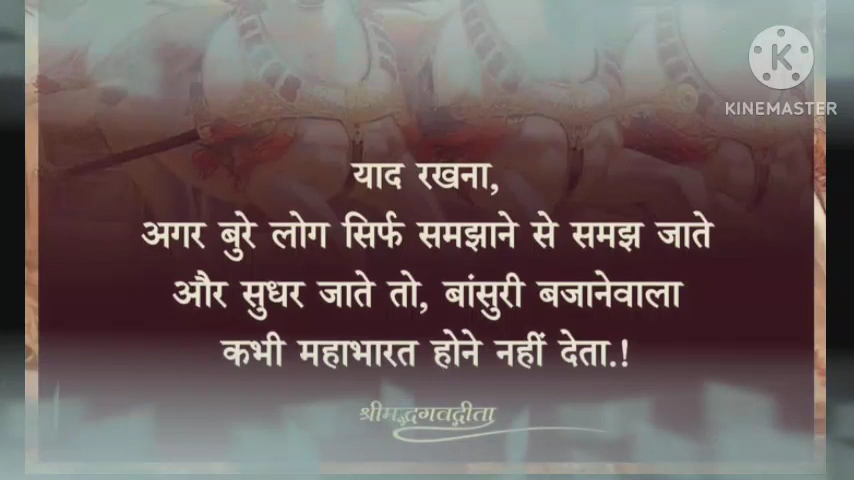 KINEMASTER
याद रखना,
अगर बुरे लोग सिर्फ समझाने से समझ जाते
और सुधर जाते तो, बांसुरी बजानेवाला
कभी महाभारत होने नहीं देता.!
श्रीमद्भगवद्गीता